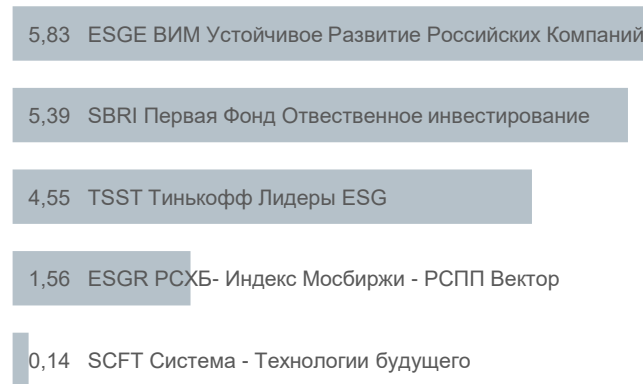 5,83 ESGE ВИМ Устойчивое Развитие Российских Компаний
5,39 SBRI Первая Фонд Отвественное инвестирование
4,55 TSST Тинькофф Лидеры ESG
1,56 ESGR РСХБ- Индекс Мосбиржи - РСПП Вектор
0,14 SCFT Система - Технологии будущего